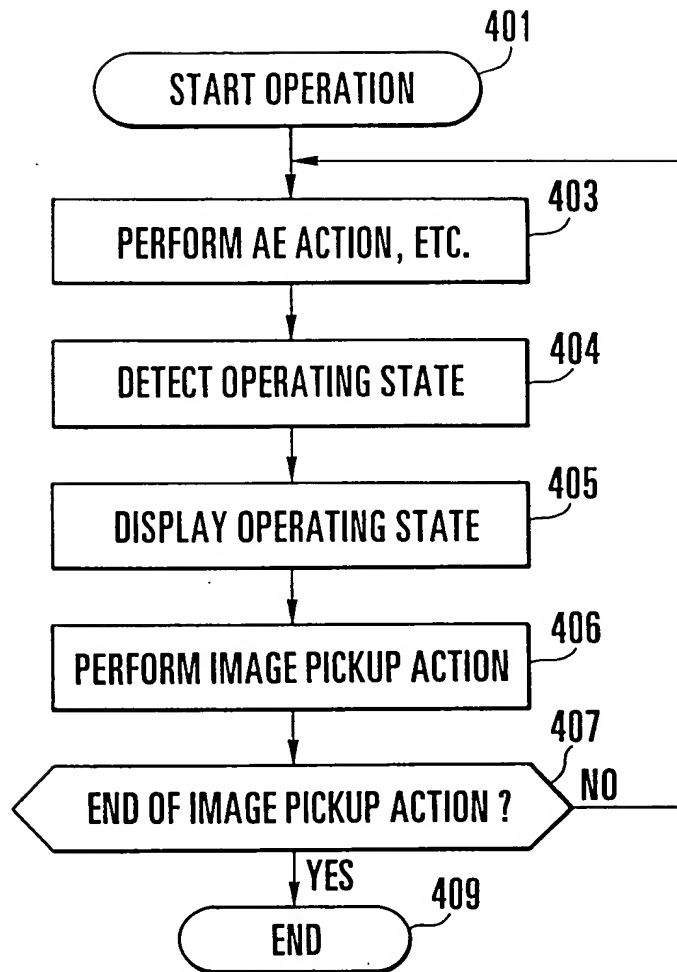 401
START OPERATION
403
PERFORM AE ACTION, ETC.
404
DETECT OPERATING STATE
405
DISPLAY OPERATING STATE
406
PERFORM IMAGE PICKUP ACTION
407
END OF IMAGE PICKUP ACTION ?
NO
YES
409
END